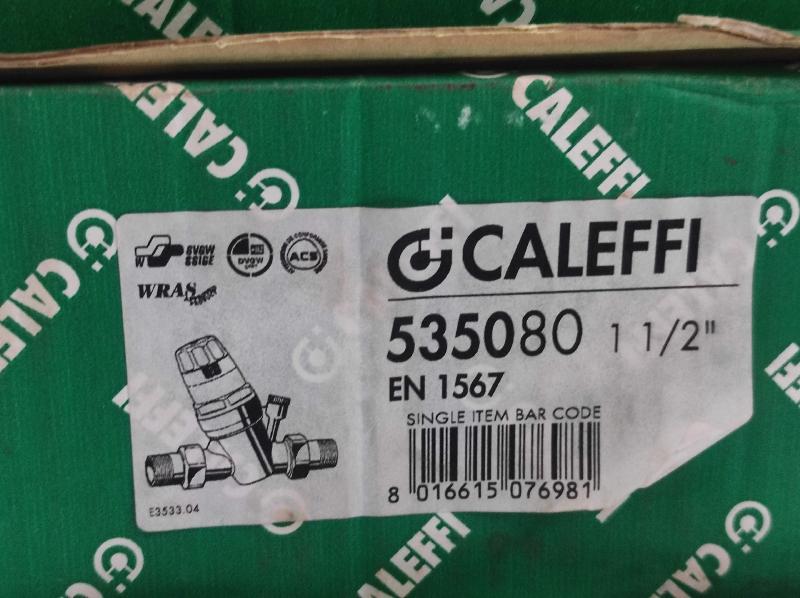 CALEFFI
CALEFFI
CALEFFI
535080 1 1/2"
EN 1567
SINGLE ITEM BAR CODE
8 016615 076981
W SVGW
SSIGE
DVGW
ACS
WRAS
E3533.04
CALEFFI
CALEFFI
CALEFFI